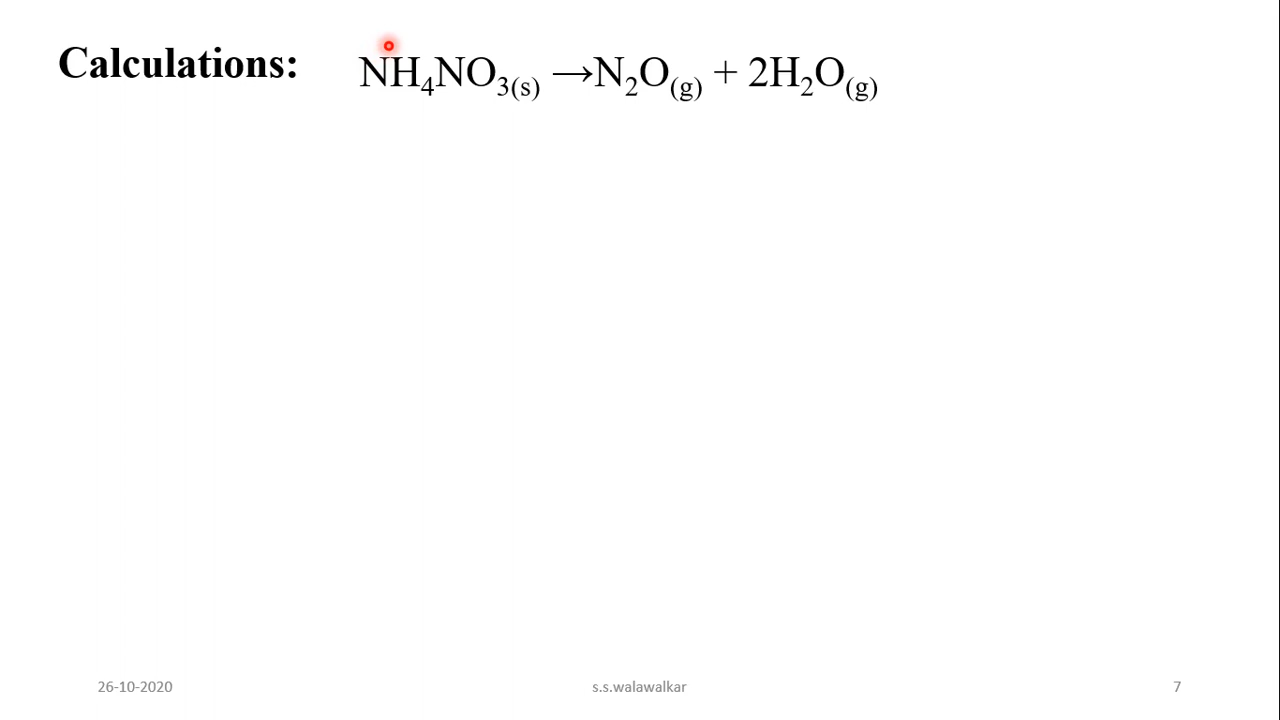 Calculations: NH₄NO₃₍ₛ₎ →N₂O₍g₎ + 2H₂O₍g₎
26-10-2020 s.s.walawalkar 7